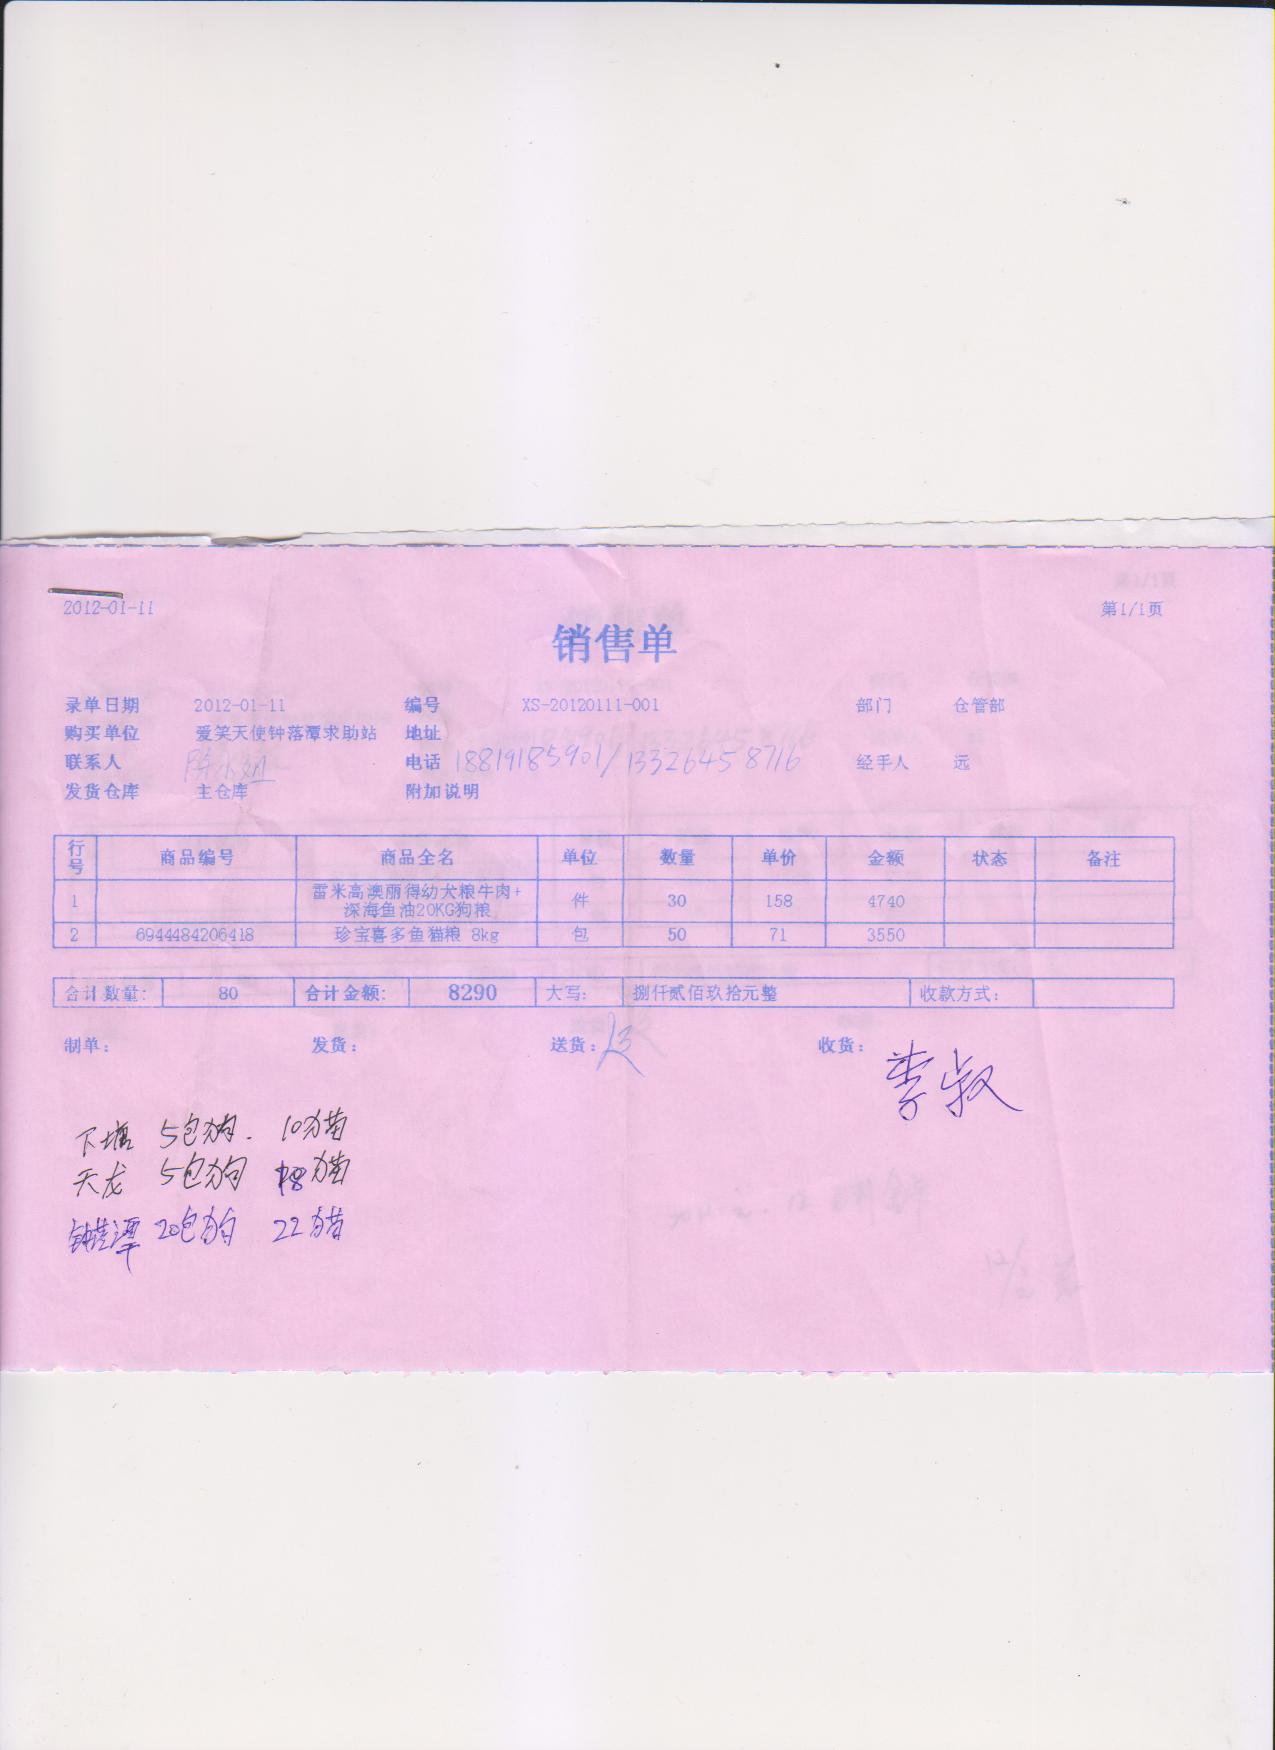 2012-01-11 第1/1页
销售单
录单日期 2012-01-11 编号 XS-20120111-001 部门 仓管部
购买单位 爱笑天使钟落潭求助站 地址
联系人 电话 18819185901/13326458716 经手人 远
发货仓库 主仓库 附加说明
行号 商品编号 商品全名 单位 数量 单价 金额 状态 备注
1 雷米高澳丽得幼犬粮牛肉+深海鱼油20KG狗粮 件 30 158 4740
2 6944484206418 珍宝喜多鱼猫粮 8kg 包 50 71 3550
合计数量: 80 合计金额: 8290 大写: 捌仟贰佰玖拾元整 收款方式:
制单: 发货: 送货: 收货: 李叔
下塘 5包狗. 10猫
天龙 5包狗 18猫
钟落潭 20包狗 22猫